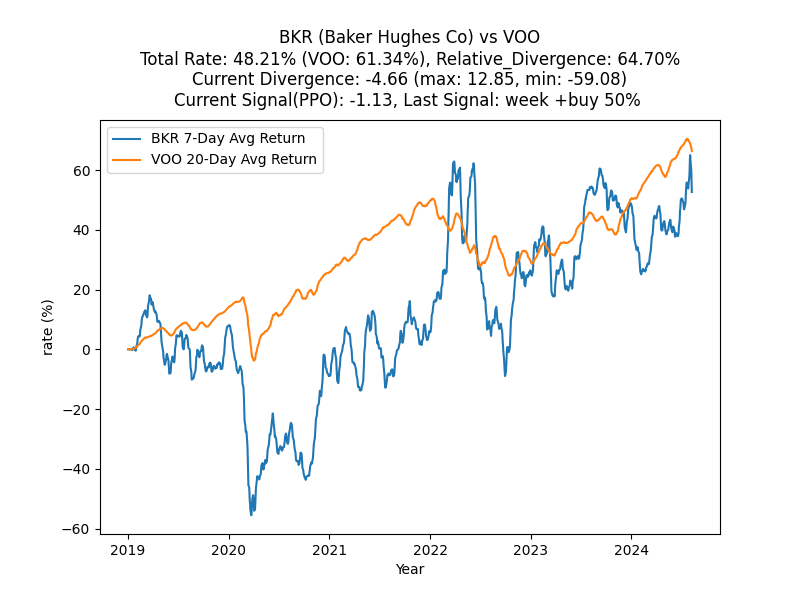 BKR (Baker Hughes Co) vs VOO
Total Rate: 48.21% (VOO: 61.34%), Relative_Divergence: 64.70%
Current Divergence: -4.66 (max: 12.85, min: -59.08)
Current Signal(PPO): -1.13, Last Signal: week +buy 50%
BKR 7-Day Avg Return
VOO 20-Day Avg Return
rate (%)
60
40
20
0
−20
−40
−60
2019
2020
2021
2022
2023
2024
Year